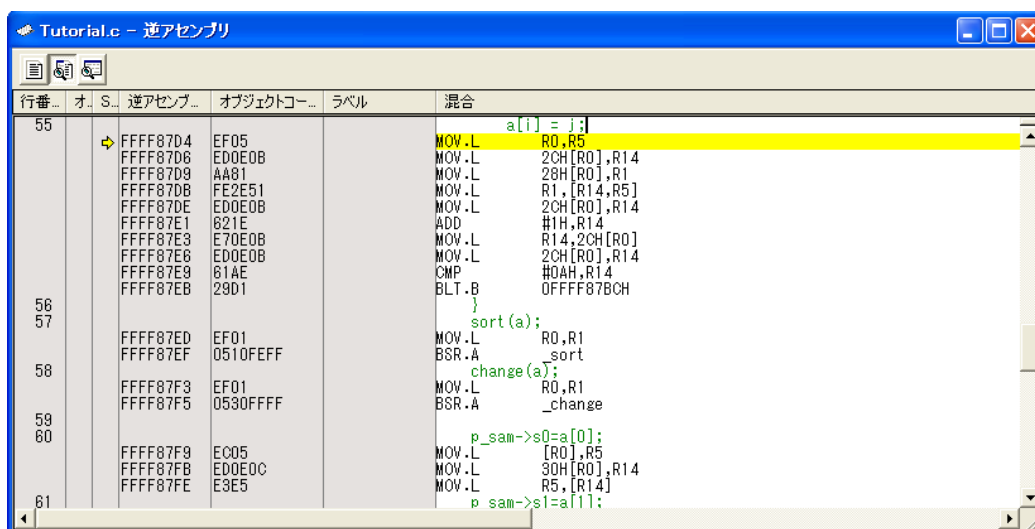 Tutorial.c - 逆アセンブリ
行番... オ... S... 逆アセンブ... オブジェクトコー... ラベル 混合
55 a[i] = j;
FFFF87D4 EF05 MOV.L R0,R5
FFFF87D6 ED0E0B MOV.L 2CH[R0],R14
FFFF87D9 AA81 MOV.L 28H[R0],R1
FFFF87DB FE2E51 MOV.L R1,[R14,R5]
FFFF87DE ED0E0B MOV.L 2CH[R0],R14
FFFF87E1 621E ADD #1H,R14
FFFF87E3 E70E0B MOV.L R14,2CH[R0]
FFFF87E6 ED0E0B MOV.L 2CH[R0],R14
FFFF87E9 61AE CMP #0AH,R14
FFFF87EB 29D1 BLT.B 0FFFF87BCH
56 }
57 sort(a);
FFFF87ED EF01 MOV.L R0,R1
FFFF87EF 0510FEFF BSR.A _sort
58 change(a);
FFFF87F3 EF01 MOV.L R0,R1
FFFF87F5 0530FFFF BSR.A _change
59
60 p_sam->s0=a[0];
FFFF87F9 EC05 MOV.L [R0],R5
FFFF87FB ED0E0C MOV.L 30H[R0],R14
FFFF87FE E3E5 MOV.L R5,[R14]
61 p_sam->s1=a[1];